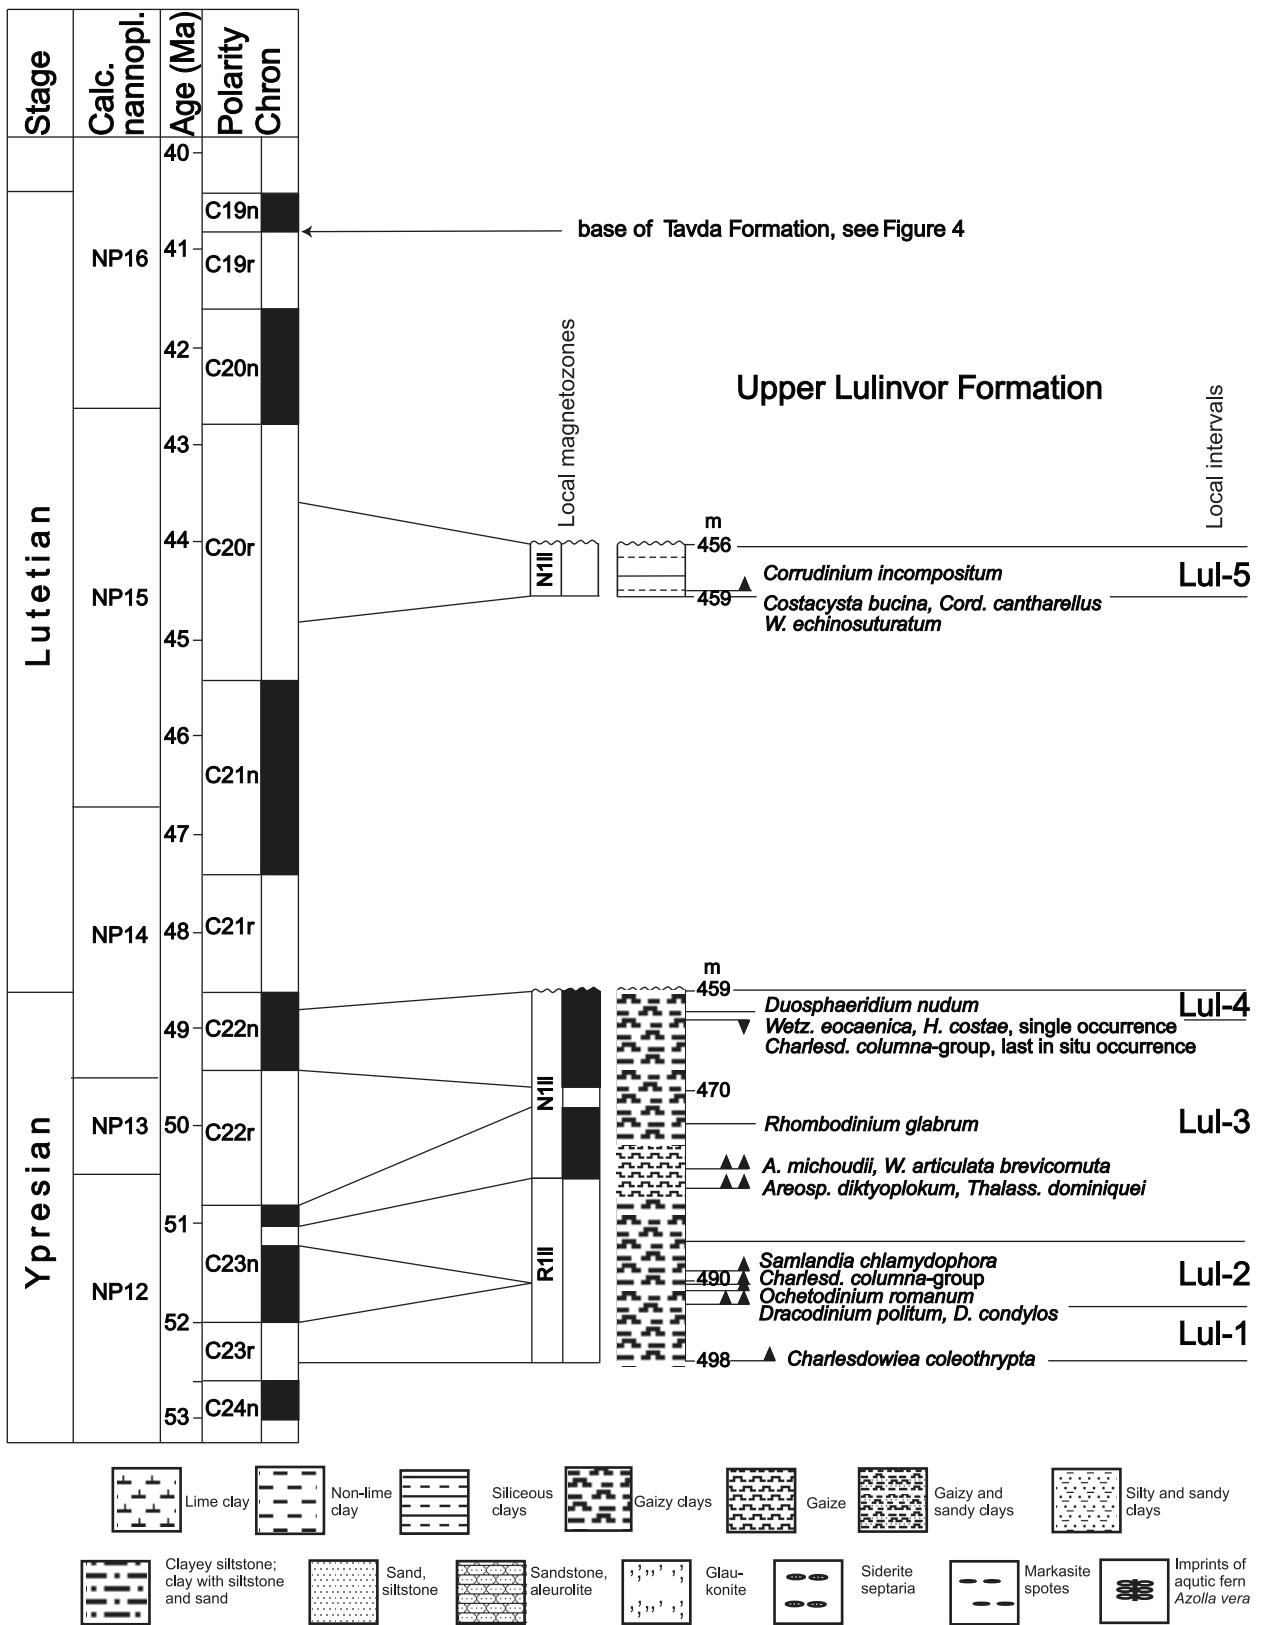 Stage
Calc.
nannopl.
Age (Ma)
Polarity
Chron
40
C19n
base of Tavda Formation, see Figure 4
41
NP16
C19r
Local magnetozones
42
C20n
Upper Lulinvor Formation
Local intervals
43
Lutetian
44
C20r
N1II
m
456
Corrudinium incompositum
Lul-5
NP15
459
Costacysta bucina, Cord. cantharellus
W. echinosuturatum
45
46
C21n
47
NP14
48
C21r
m
459
Duosphaeridium nudum
Lul-4
49
C22n
Wetz. eocaenica, H. costae, single occurrence
Charlesd. columna-group, last in situ occurrence
N1II
470
Ypresian
NP13
50
C22r
Rhombodinium glabrum
Lul-3
A. michoudii, W. articulata brevicornuta
Areosp. diktyoplokum, Thalass. dominiquei
51
C23n
R1II
Samlandia chlamydophora
NP12
490
Charlesd. columna-group
Lul-2
Ochetodinium romanum
Dracodinium politum, D. condylos
52
C23r
Lul-1
498
Charlesdowiea coleothrypta
C24n
53
Lime clay
Non-lime
clay
Siliceous
clays
Gaizy clays
Gaize
Gaizy and
sandy clays
Silty and sandy
clays
Clayey siltstone;
clay with siltstone
and sand
Sand,
siltstone
Sandstone,
aleurolite
Glau-
konite
Siderite
septaria
Markasite
spotes
Imprints of
aqutic fern
Azolla vera